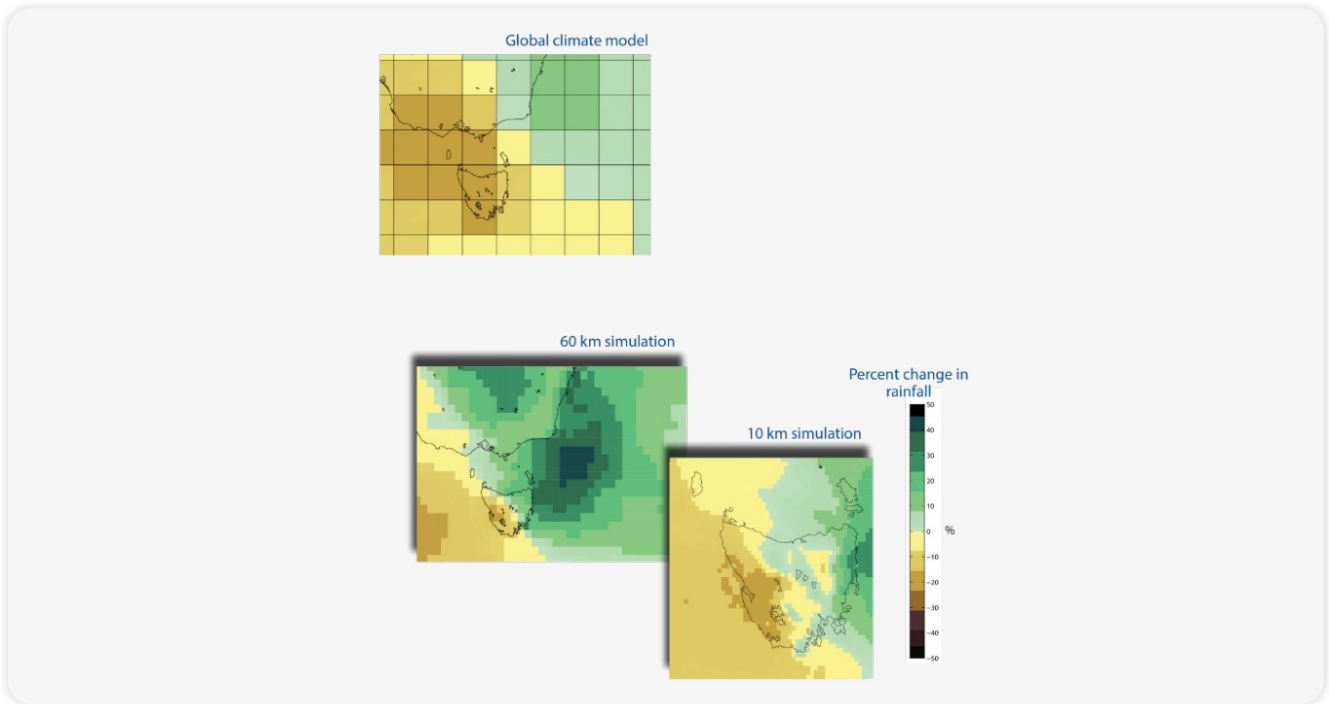 Global climate model
60 km simulation
Percent change in
rainfall
10 km simulation
50
40
30
20
10
0
%
−10
−20
−30
−40
−50